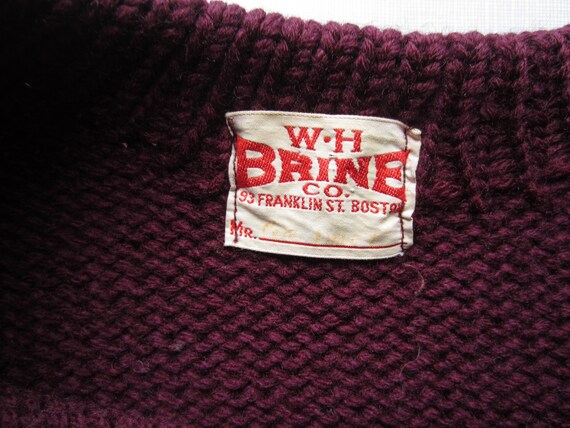 W·H
BRINE
CO.
93 FRANKLIN ST. BOSTON
MR.